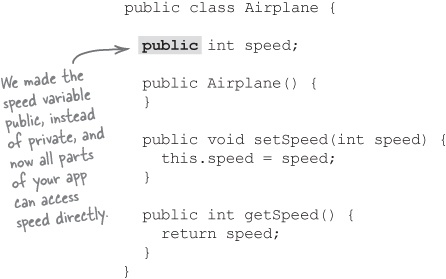 public class Airplane {
public int speed;
public Airplane() {
}
public void setSpeed(int speed) {
this.speed = speed;
}
public int getSpeed() {
return speed;
}
}
We made the
speed variable
public, instead
of private, and
now all parts
of your app
can access
speed directly.